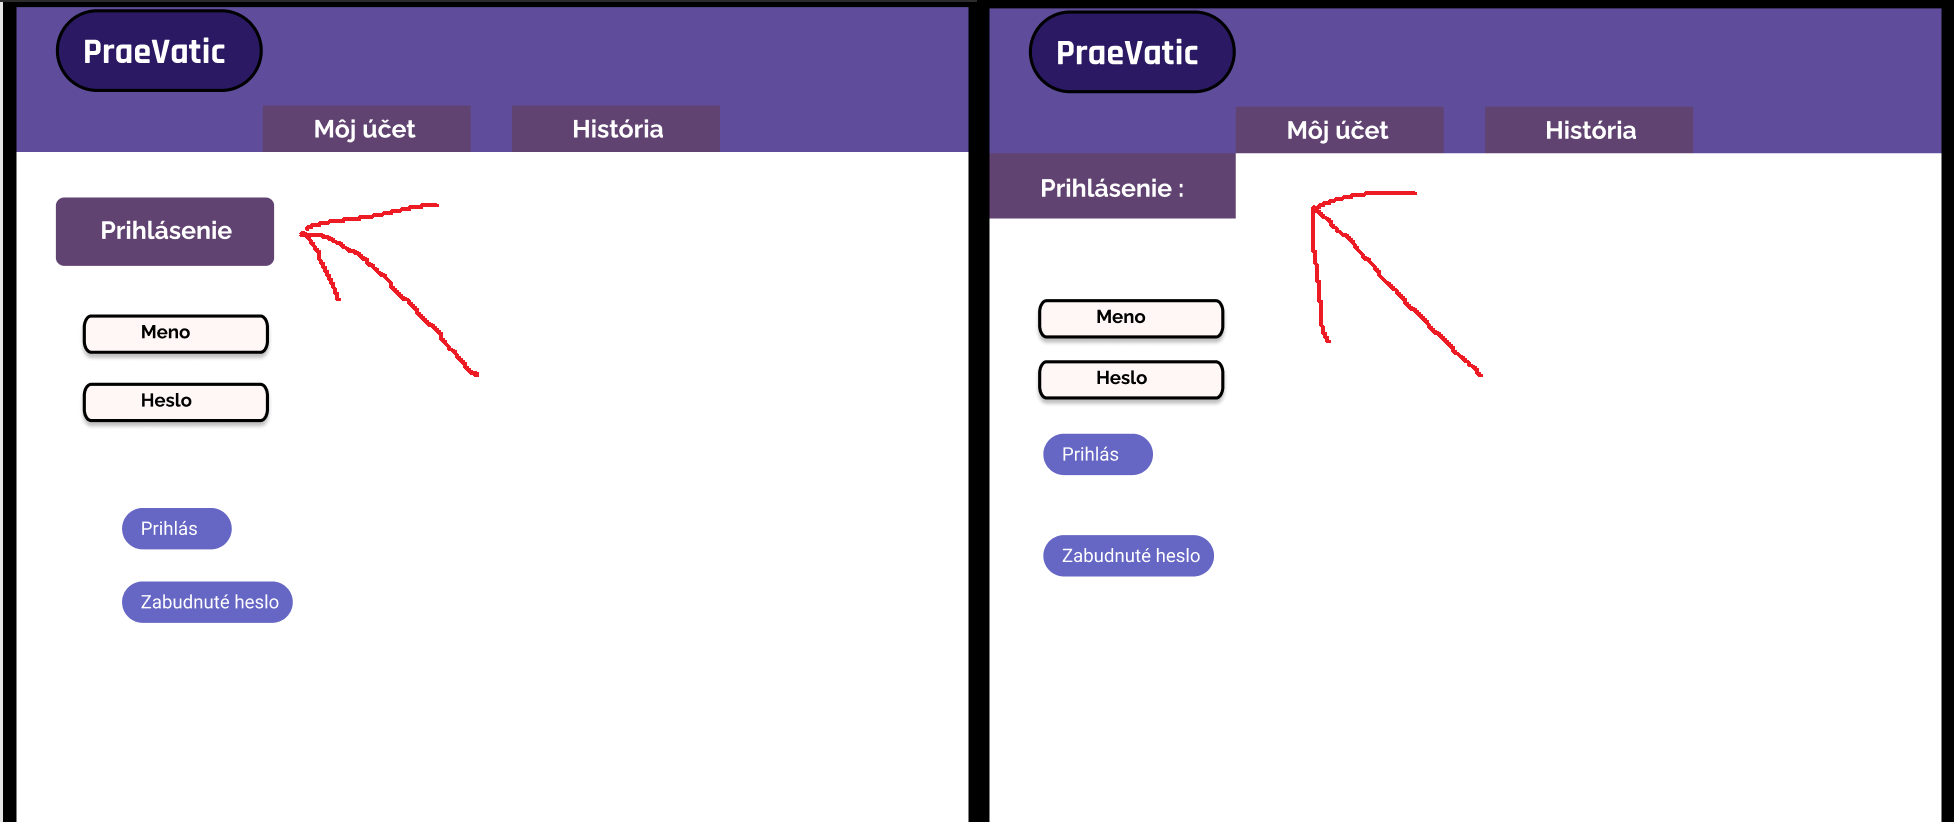 PraeVatic
Môj účet
História
Prihlásenie
Meno
Heslo
Prihlás
Zabudnuté heslo
PraeVatic
Môj účet
História
Prihlásenie :
Meno
Heslo
Prihlás
Zabudnuté heslo